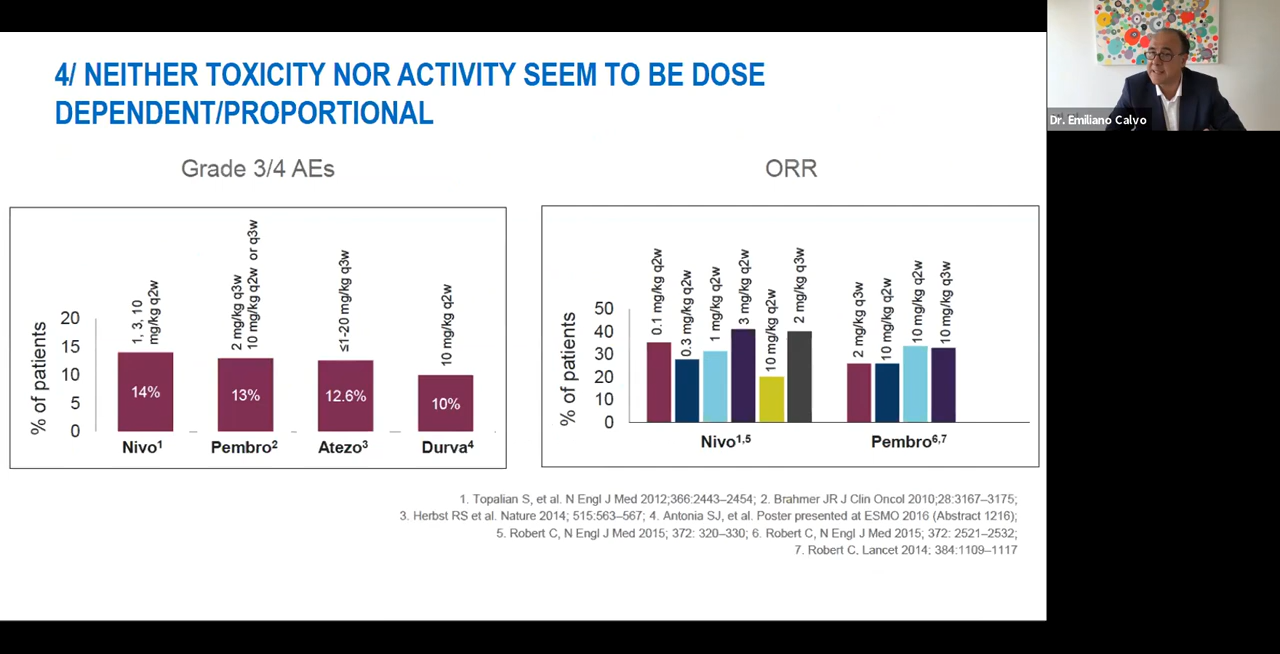 4/ NEITHER TOXICITY NOR ACTIVITY SEEM TO BE DOSE
DEPENDENT/PROPORTIONAL
Dr. Emiliano Calvo
Grade 3/4 AEs
% of patients
20
15
10
5
0
1, 3, 10
mg/kg q2w
2 mg/kg q3w
10 mg/kg q2w or q3w
≤1-20 mg/kg q3w
10 mg/kg q2w
14%
13%
12.6%
10%
Nivo1
Pembro2
Atezo3
Durva4
ORR
% of patients
50
40
30
20
10
0
0.1 mg/kg q2w
0.3 mg/kg q2w
1 mg/kg q2w
3 mg/kg q2w
10 mg/kg q2w
2 mg/kg q3w
2 mg/kg q3w
10 mg/kg q2w
10 mg/kg q2w
10 mg/kg q3w
Nivo1,5
Pembro6,7
1. Topalian S, et al. N Engl J Med 2012;366:2443–2454; 2. Brahmer JR J Clin Oncol 2010;28:3167–3175;
3. Herbst RS et al. Nature 2014; 515:563–567; 4. Antonia SJ, et al. Poster presented at ESMO 2016 (Abstract 1216);
5. Robert C, N Engl J Med 2015; 372: 320–330; 6. Robert C, N Engl J Med 2015; 372: 2521–2532;
7. Robert C, Lancet 2014; 384:1109–1117